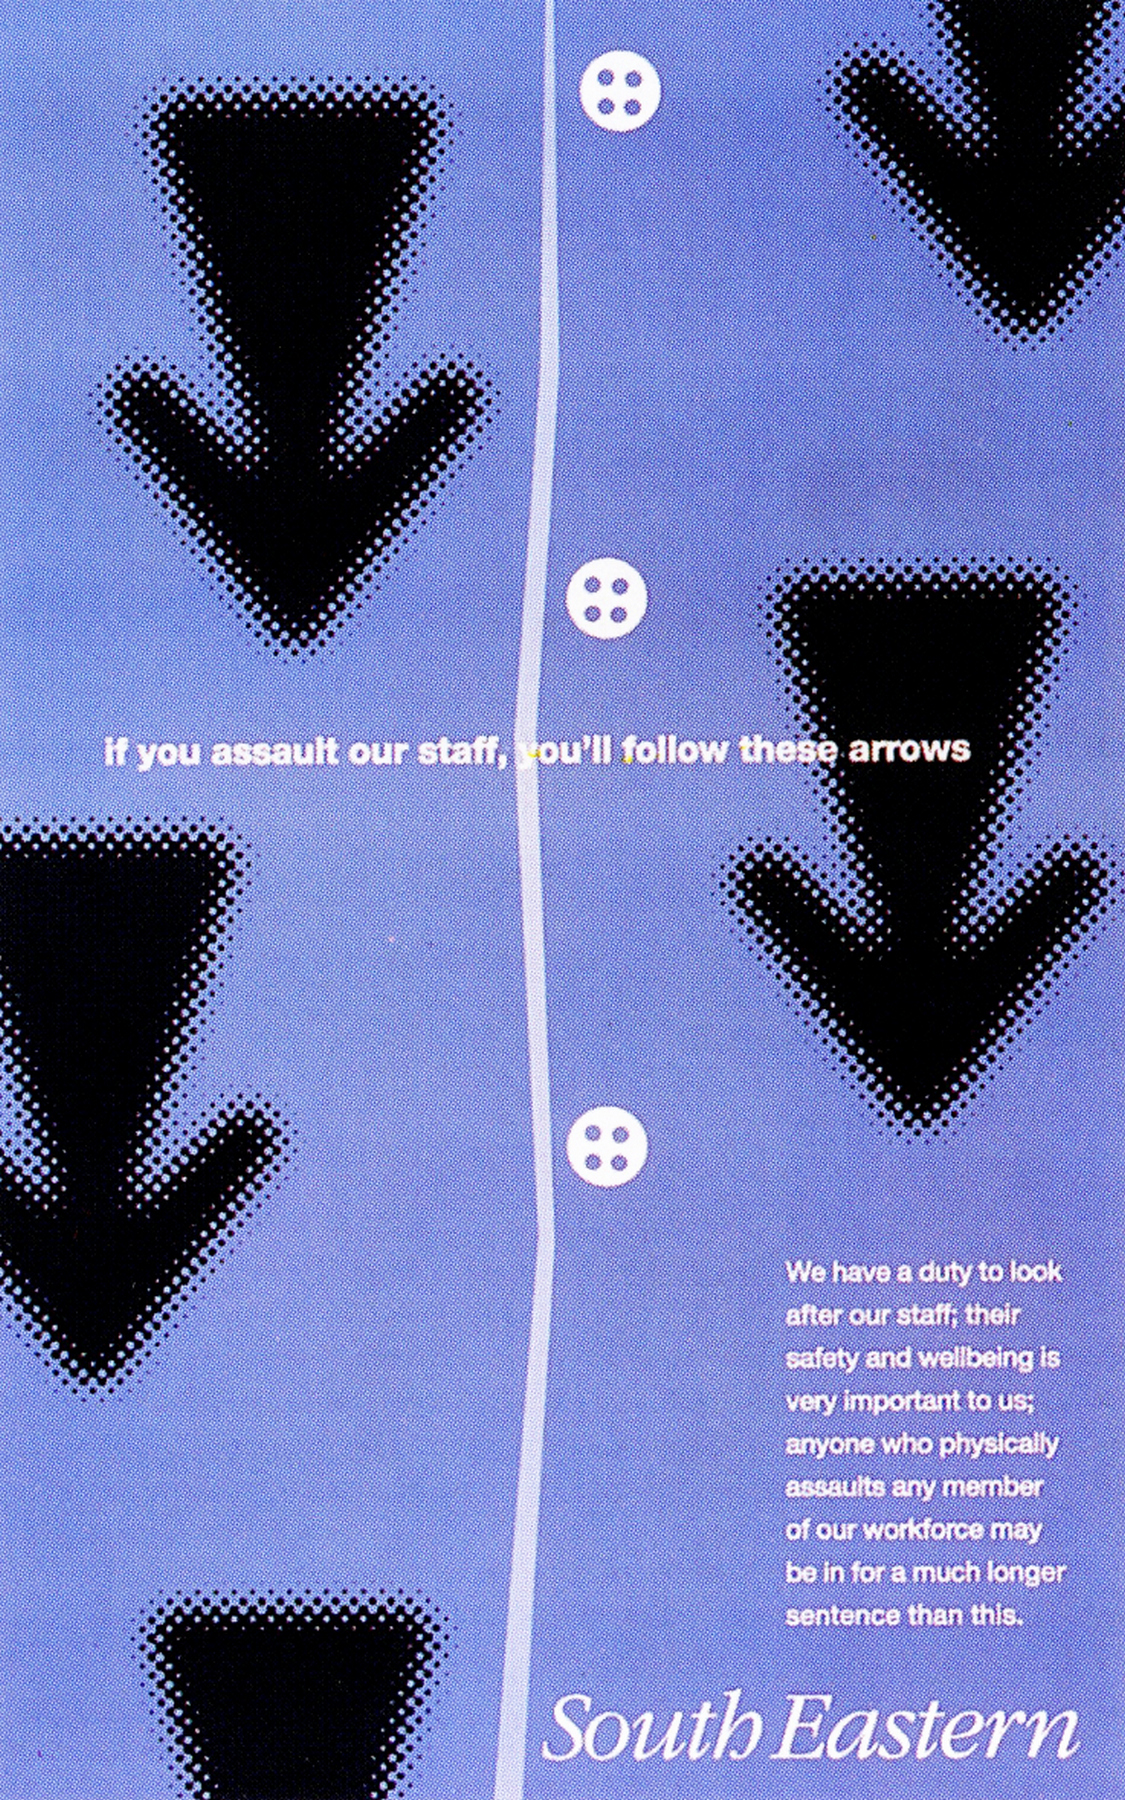 if you assault our staff, you'll follow these arrows
We have a duty to look
after our staff; their
safety and wellbeing is
very important to us;
anyone who physically
assaults any member
of our workforce may
be in for a much longer
sentence than this.
South Eastern